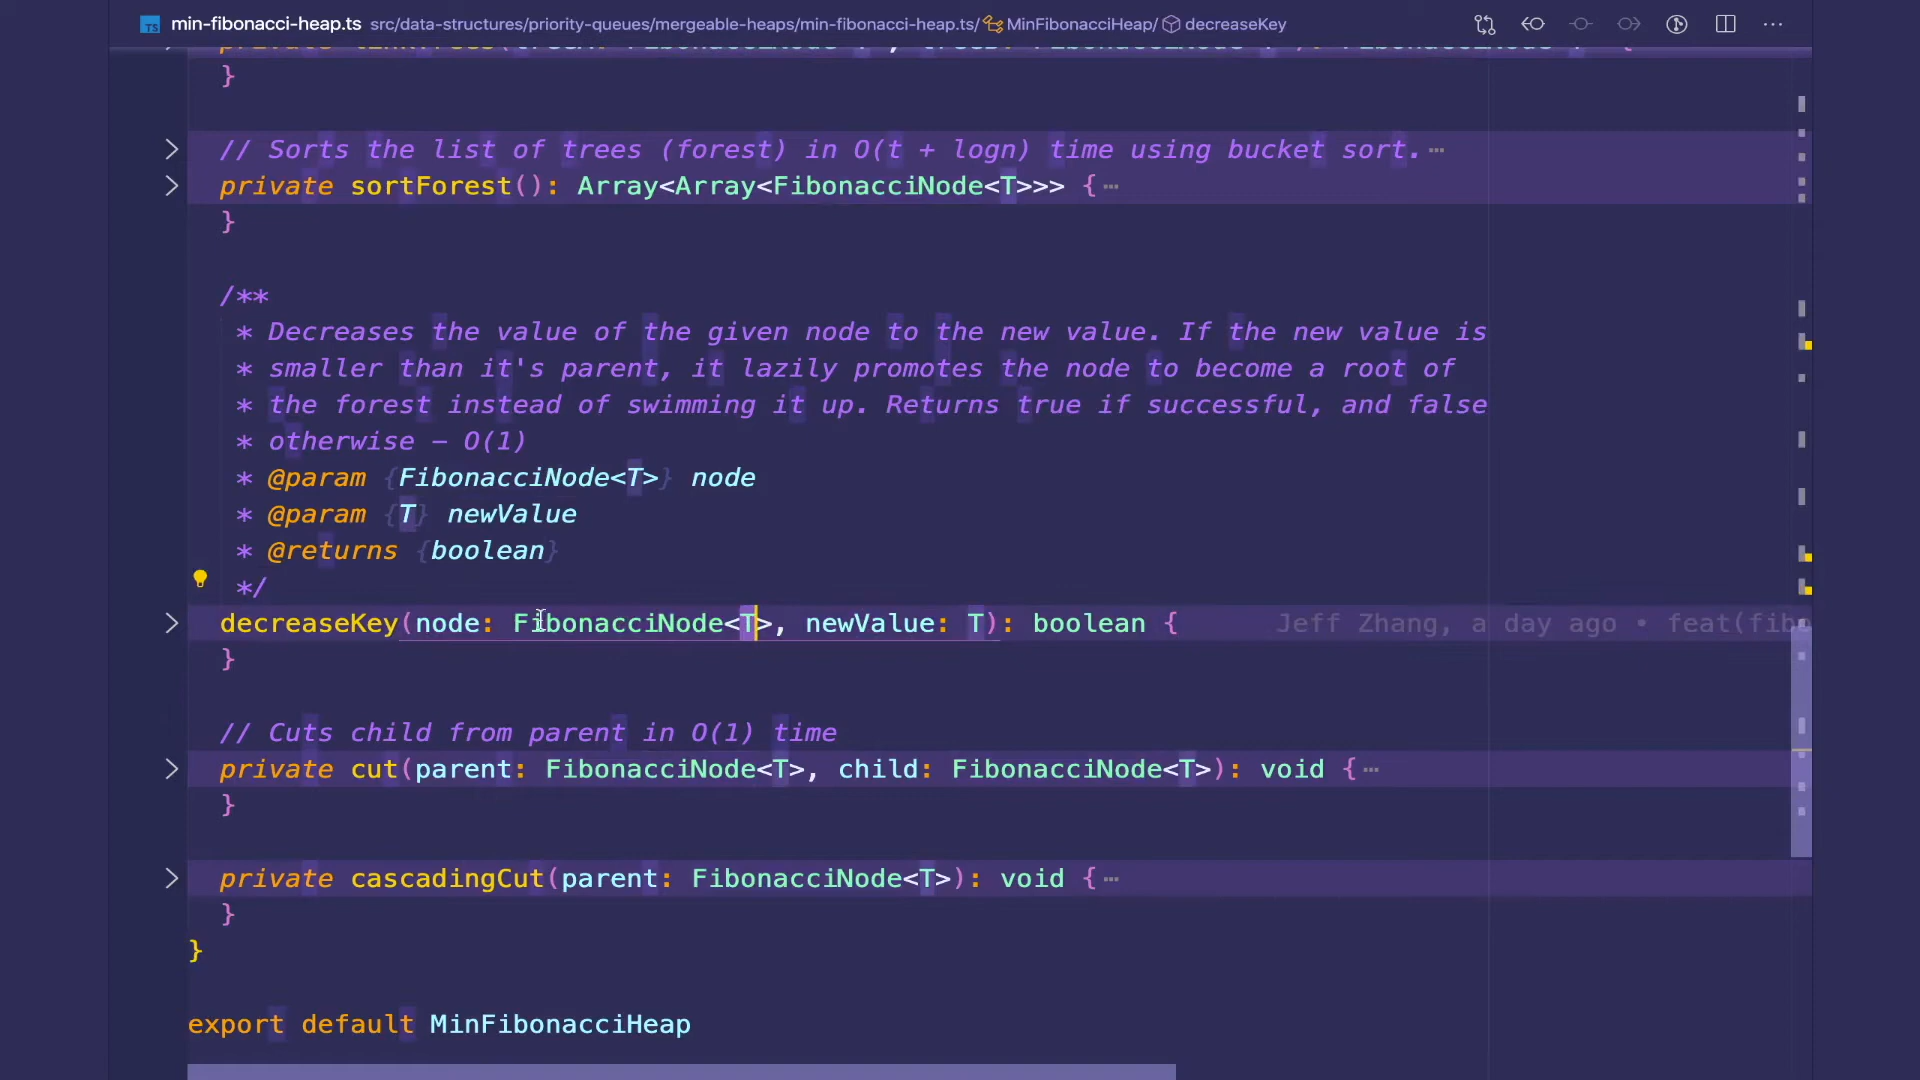 min-fibonacci-heap.ts src/data-structures/priority-queues/mergeable-heaps/min-fibonacci-heap.ts/ MinFibonacciHeap/ decreaseKey
}
// Sorts the list of trees (forest) in O(t + logn) time using bucket sort.
private sortForest(): Array<Array<FibonacciNode<T>>> {
}
/**
* Decreases the value of the given node to the new value. If the new value is
* smaller than it's parent, it lazily promotes the node to become a root of
* the forest instead of swimming it up. Returns true if successful, and false
* otherwise – O(1)
* @param {FibonacciNode<T>} node
* @param {T} newValue
* @returns {boolean}
*/
decreaseKey(node: FibonacciNode<T>, newValue: T): boolean { Jeff Zhang, a day ago • feat(fibo
}
// Cuts child from parent in O(1) time
private cut(parent: FibonacciNode<T>, child: FibonacciNode<T>): void {
}
private cascadingCut(parent: FibonacciNode<T>): void {
}
}
export default MinFibonacciHeap